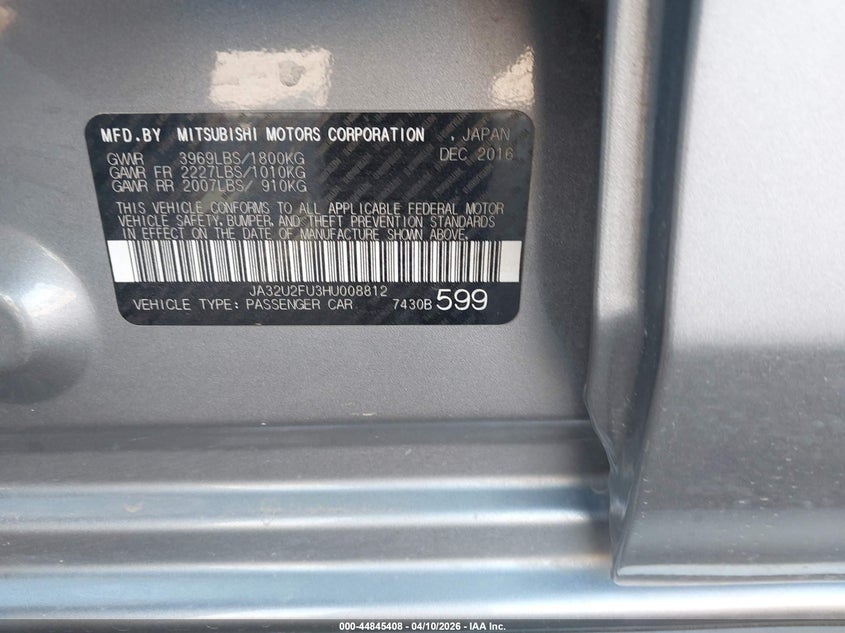 MFD.BY MITSUBISHI MOTORS CORPORATION , JAPAN
GVWR 3969LBS/1800KG DEC 2016
GAWR FR 2227LBS/1010KG
GAWR RR 2007LBS/ 910KG
THIS VEHICLE CONFORMS TO ALL APPLICABLE FEDERAL MOTOR
VEHICLE SAFETY, BUMPER, AND THEFT PREVENTION STANDARDS
IN EFFECT ON THE DATE OF MANUFACTURE SHOWN ABOVE.
JA32U2FU3HU008812
VEHICLE TYPE: PASSENGER CAR 7430B 599
000-44845408 - 04/10/2026 - IAA Inc.